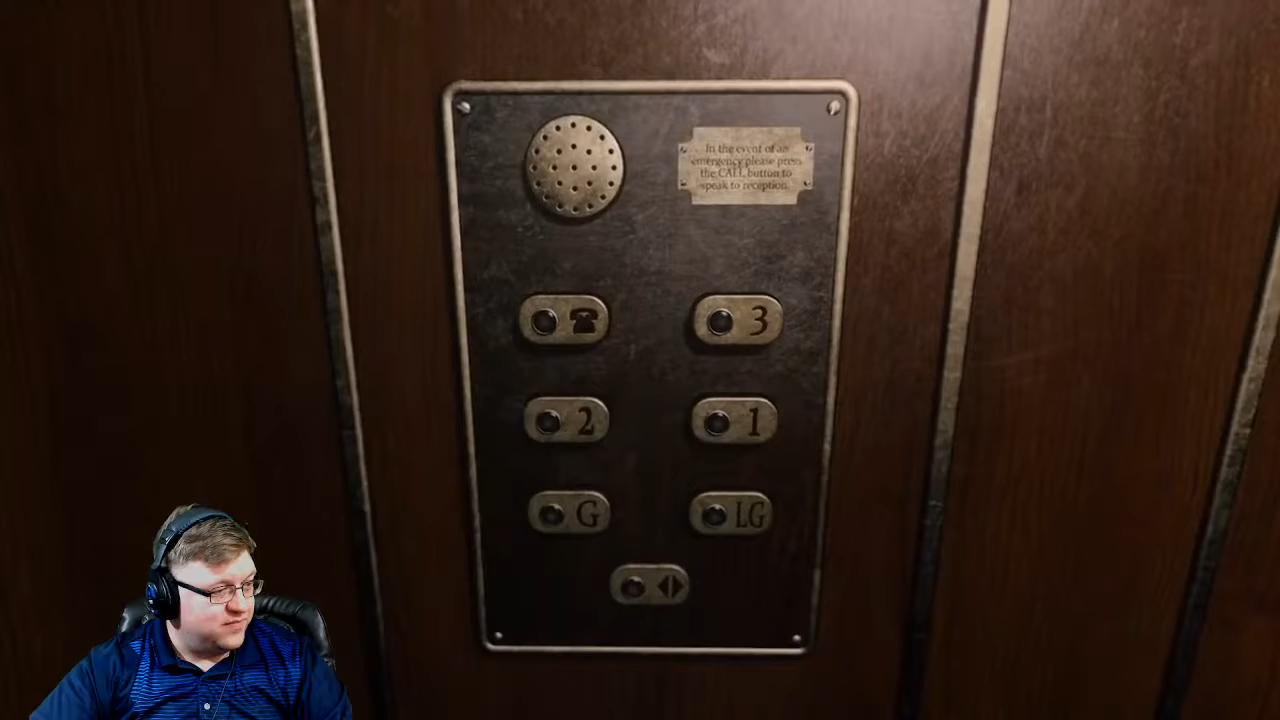 In the event of an
emergency please press
the CALL button to
speak to reception.
3
2 1
G LG